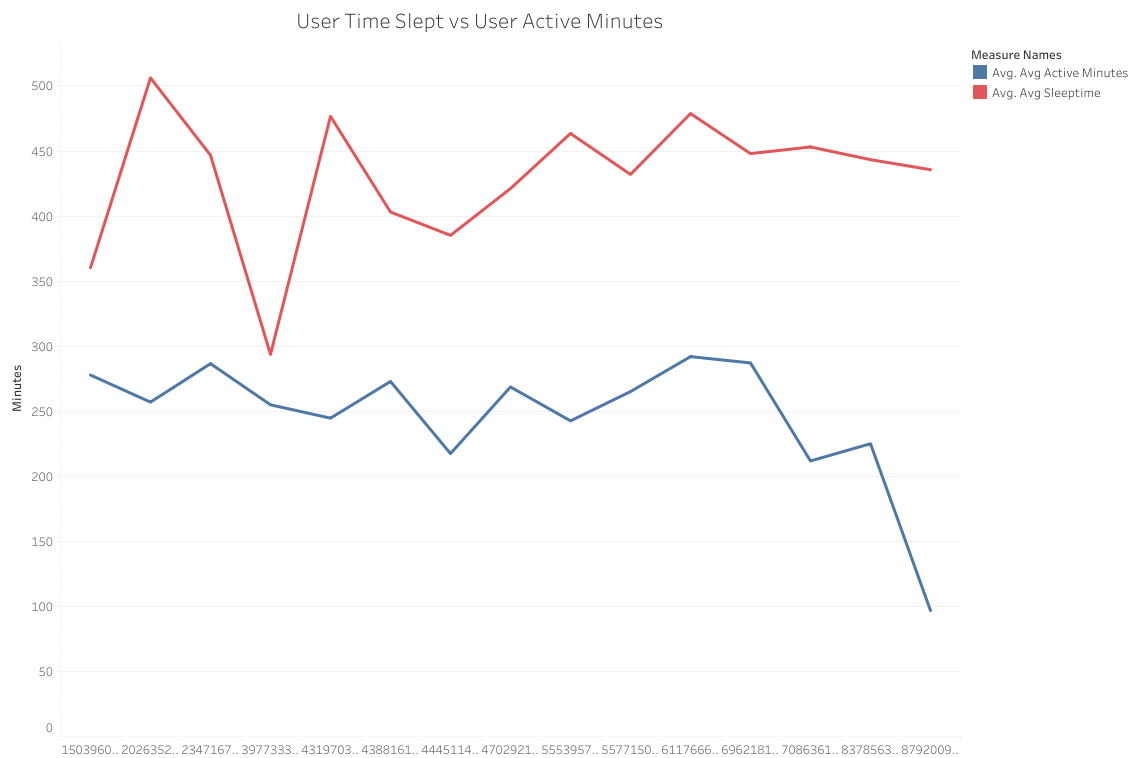 User Time Slept vs User Active Minutes
Measure Names
Avg. Avg Active Minutes
Avg. Avg Sleeptime
500
450
400
350
300
250
200
150
100
50
0
Minutes
1503960.. 2026352.. 2347167.. 3977333.. 4319703.. 4388161.. 4445114.. 4702921.. 5553957.. 5577150.. 6117666.. 6962181.. 7086361.. 8378563.. 8792009..